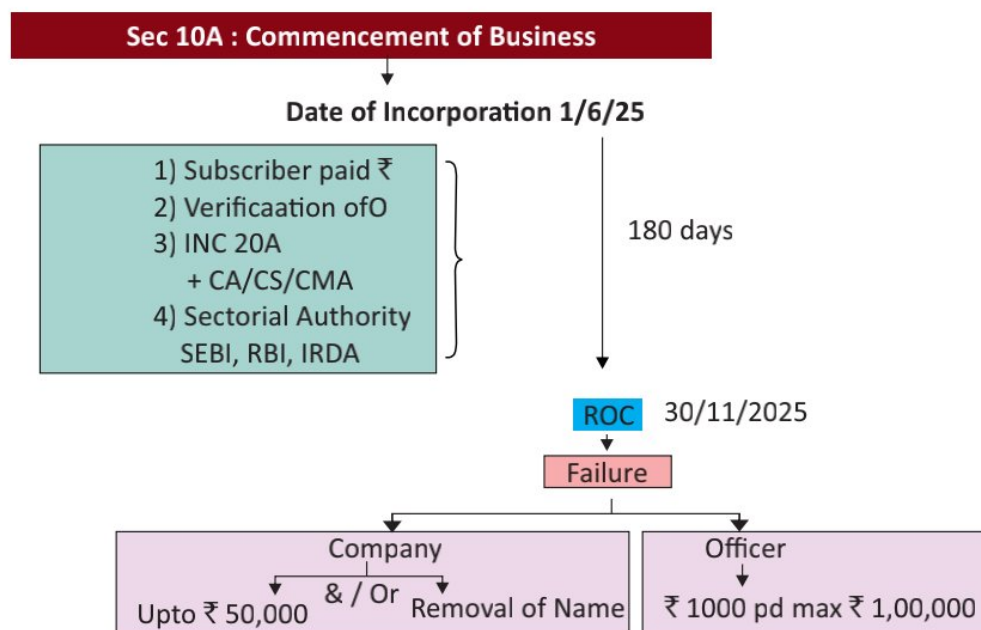 Sec 10A : Commencement of Business
Date of Incorporation 1/6/25
1) Subscriber paid ₹
2) Verificaation ofO
3) INC 20A
+ CA/CS/CMA
4) Sectorial Authority
SEBI, RBI, IRDA
180 days
ROC 30/11/2025
Failure
Company
& / Or
Upto ₹ 50,000
Removal of Name
Officer
₹ 1000 pd max ₹ 1,00,000